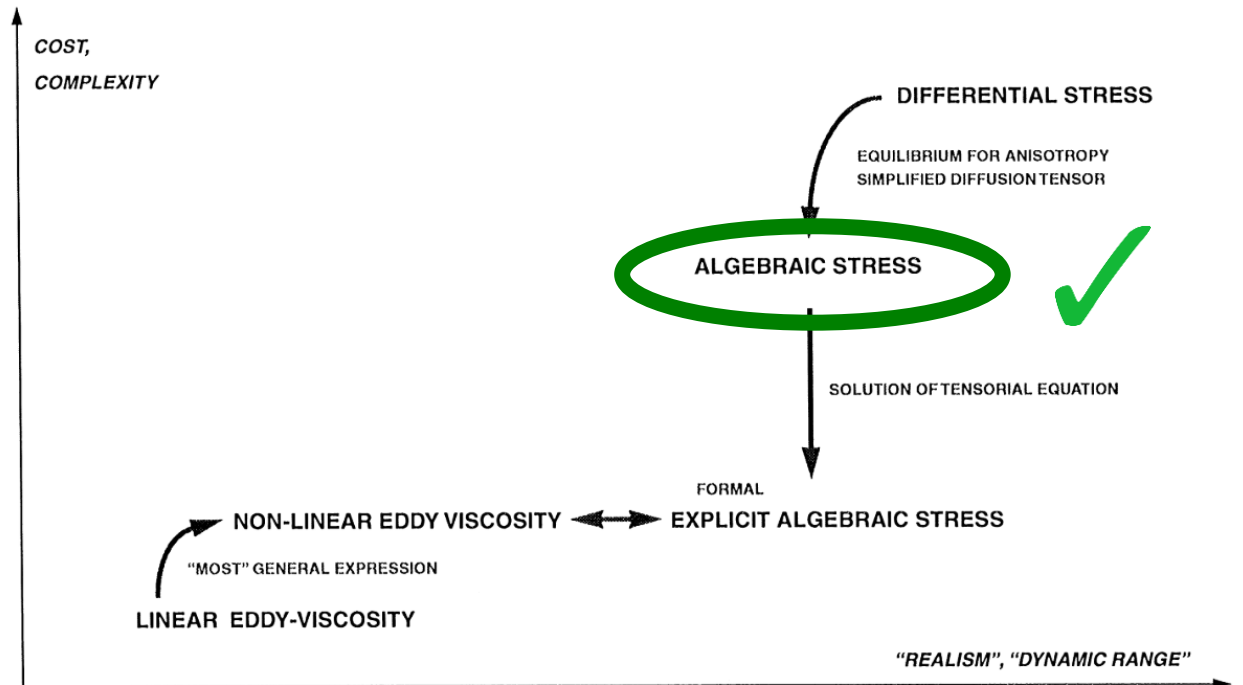 COST,
COMPLEXITY
DIFFERENTIAL STRESS
EQUILIBRIUM FOR ANISOTROPY
SIMPLIFIED DIFFUSION TENSOR
ALGEBRAIC STRESS
SOLUTION OF TENSORIAL EQUATION
FORMAL
NON-LINEAR EDDY VISCOSITY
EXPLICIT ALGEBRAIC STRESS
“MOST” GENERAL EXPRESSION
LINEAR EDDY-VISCOSITY
“REALISM”, “DYNAMIC RANGE”